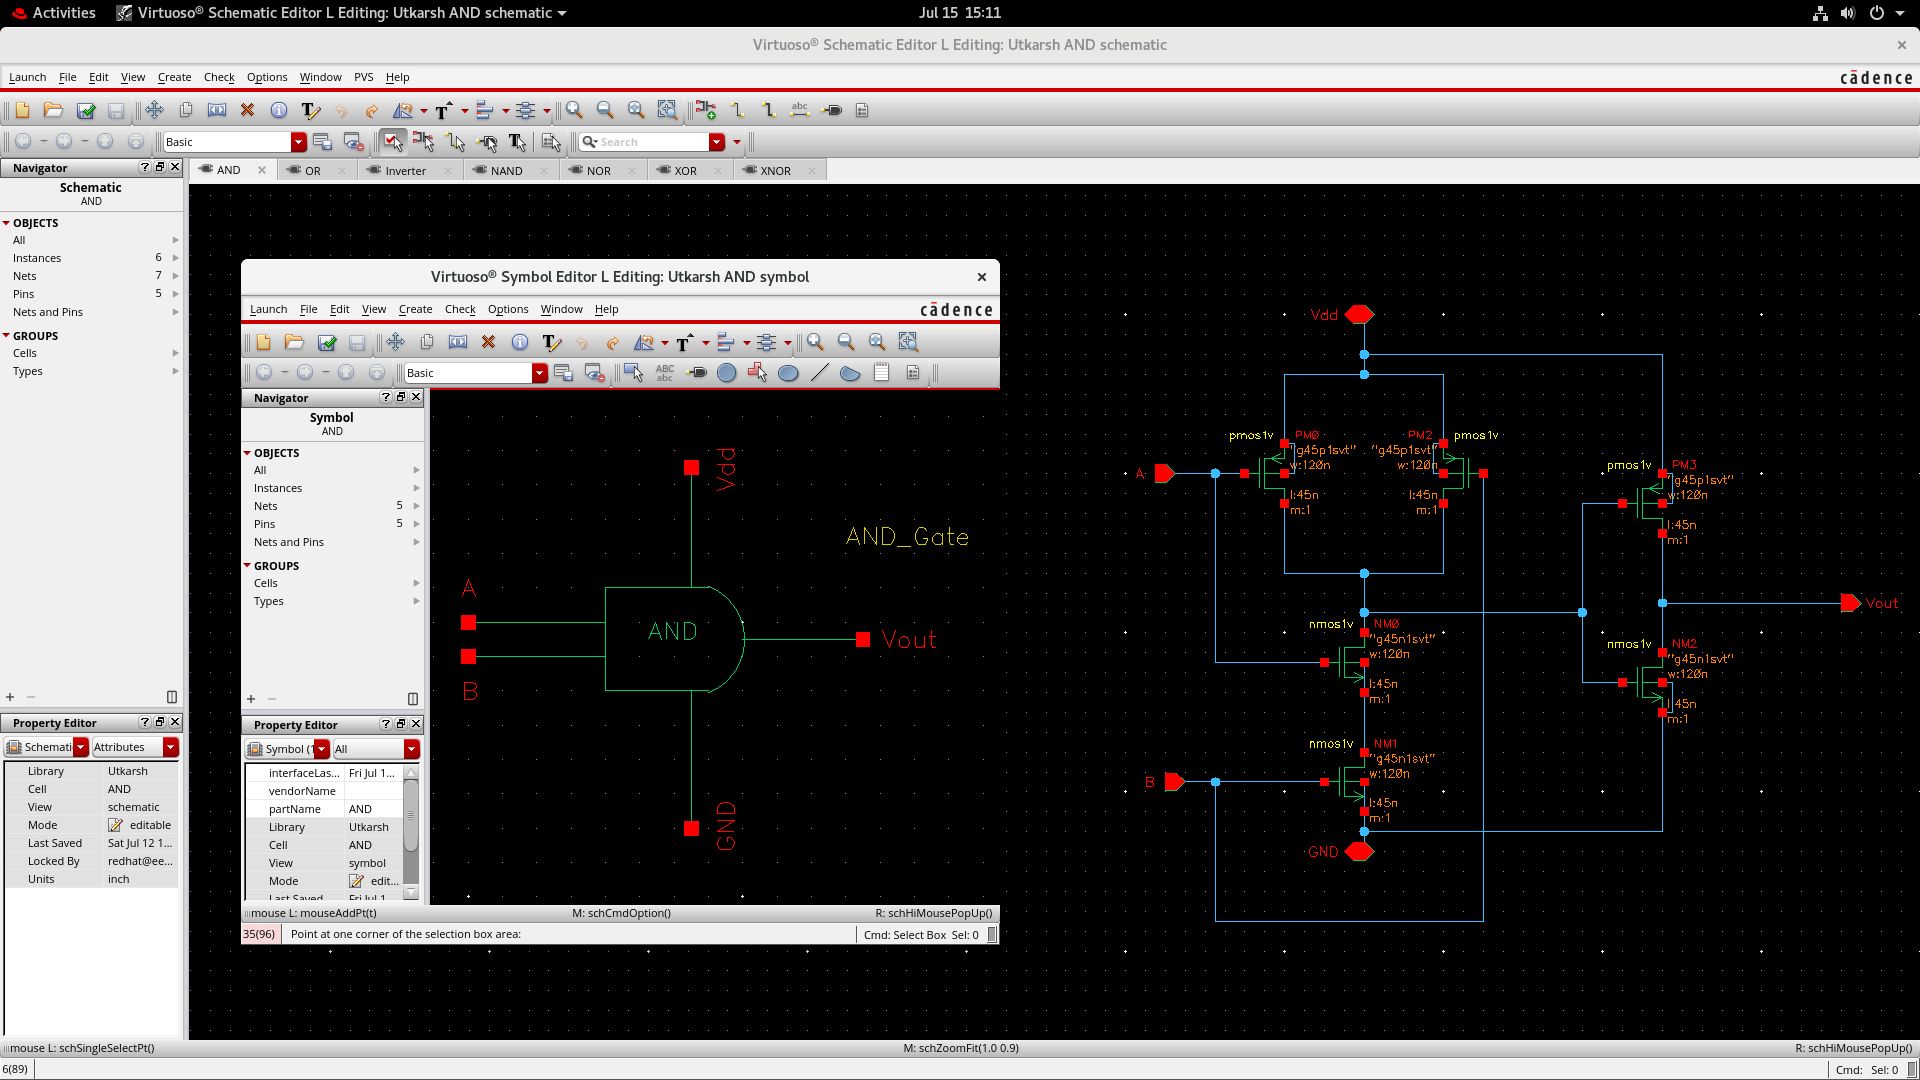 Activities Virtuoso® Schematic Editor L Editing: Utkarsh AND schematic Jul 15 15:11
Virtuoso® Schematic Editor L Editing: Utkarsh AND schematic
Launch File Edit View Create Check Options Window PVS Help cādence
Basic Search
Navigator AND OR Inverter NAND NOR XOR XNOR
Schematic
AND
OBJECTS
All
Instances 6
Nets 7
Pins 5
Nets and Pins
GROUPS
Cells
Types
Property Editor
Schemati Attributes
Library Utkarsh
Cell AND
View schematic
Mode editable
Last Saved Sat Jul 12 1...
Locked By redhat@ee...
Units inch
Virtuoso® Symbol Editor L Editing: Utkarsh AND symbol
Launch File Edit View Create Check Options Window Help cādence
Basic ABC abc
Navigator
Symbol
AND
OBJECTS
All
Instances
Nets 5
Pins 5
Nets and Pins
GROUPS
Cells
Types
Property Editor
Symbol (1 All
interfaceLas... Fri Jul 1...
vendorName
partName AND
Library Utkarsh
Cell AND
View symbol
Mode edit...
Last Saved Fri Jul 1
Vdd
AND_Gate
A
AND
Vout
B
GND
mouse L: mouseAddPt(t) M: schCmdOption() R: schHiMousePopUp()
35(96) Point at one corner of the selection box area: Cmd: Select Box Sel: 0
Vdd
pmos1v PM0
"g45p1svt"
w:120n
l:45n
m:1
PM2 pmos1v
"g45p1svt"
w:120n
l:45n
m:1
A
pmos1v PM3
"g45p1svt"
w:120n
l:45n
m:1
Vout
nmos1v NM0
"g45n1svt"
w:120n
l:45n
m:1
nmos1v NM2
"g45n1svt"
w:120n
l:45n
m:1
nmos1v NM1
"g45n1svt"
w:120n
l:45n
m:1
B
GND
mouse L: schSingleSelectPt() M: schZoomFit(1.0 0.9) R: schHiMousePopUp()
6(89) Cmd: Sel: 0